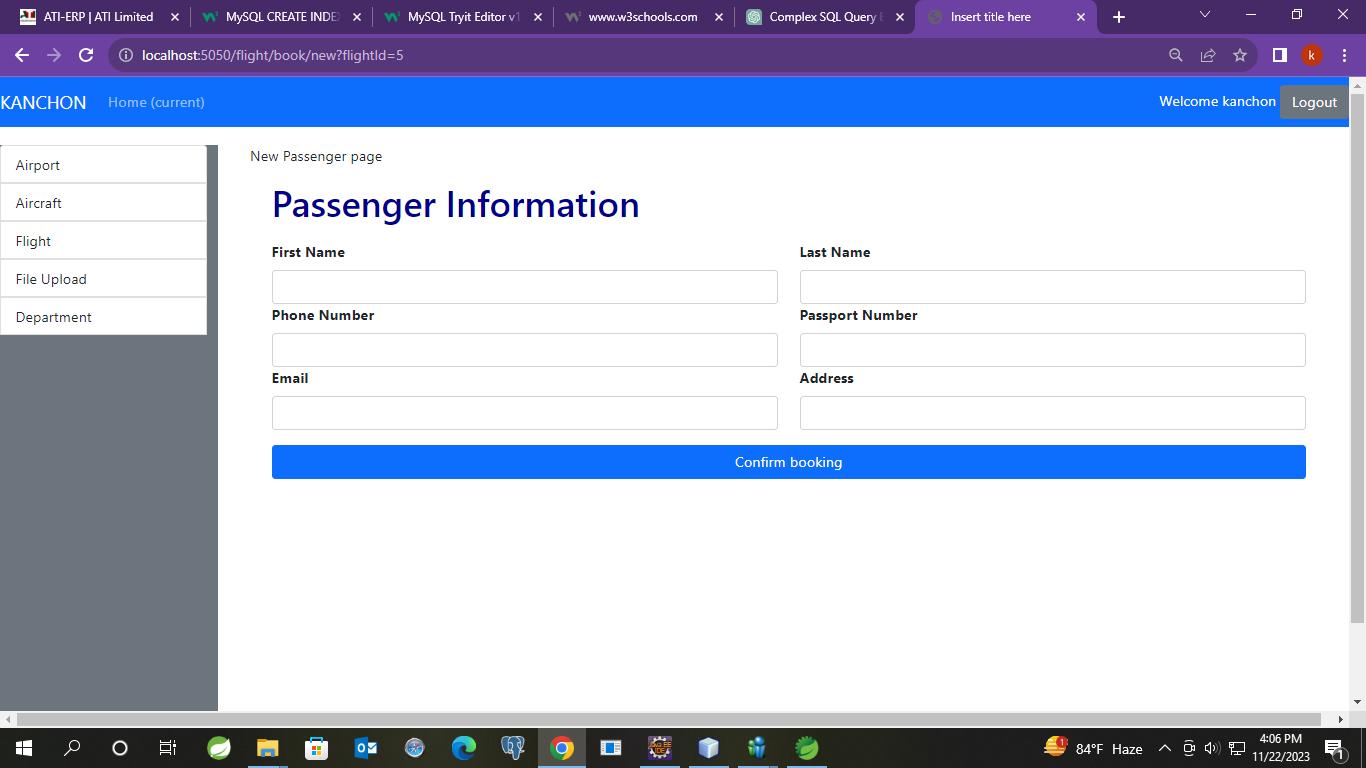 ATI-ERP | ATI Limited
MySQL CREATE INDE
MySQL Tryit Editor v1
www.w3schools.com
Complex SQL Query
Insert title here
localhost:5050/flight/book/new?flightId=5
k
KANCHON
Home (current)
Welcome kanchon
Logout
Airport
Aircraft
Flight
File Upload
Department
New Passenger page
Passenger Information
First Name
Last Name
Phone Number
Passport Number
Email
Address
Confirm booking
84°F Haze
4:06 PM
11/22/2023
1